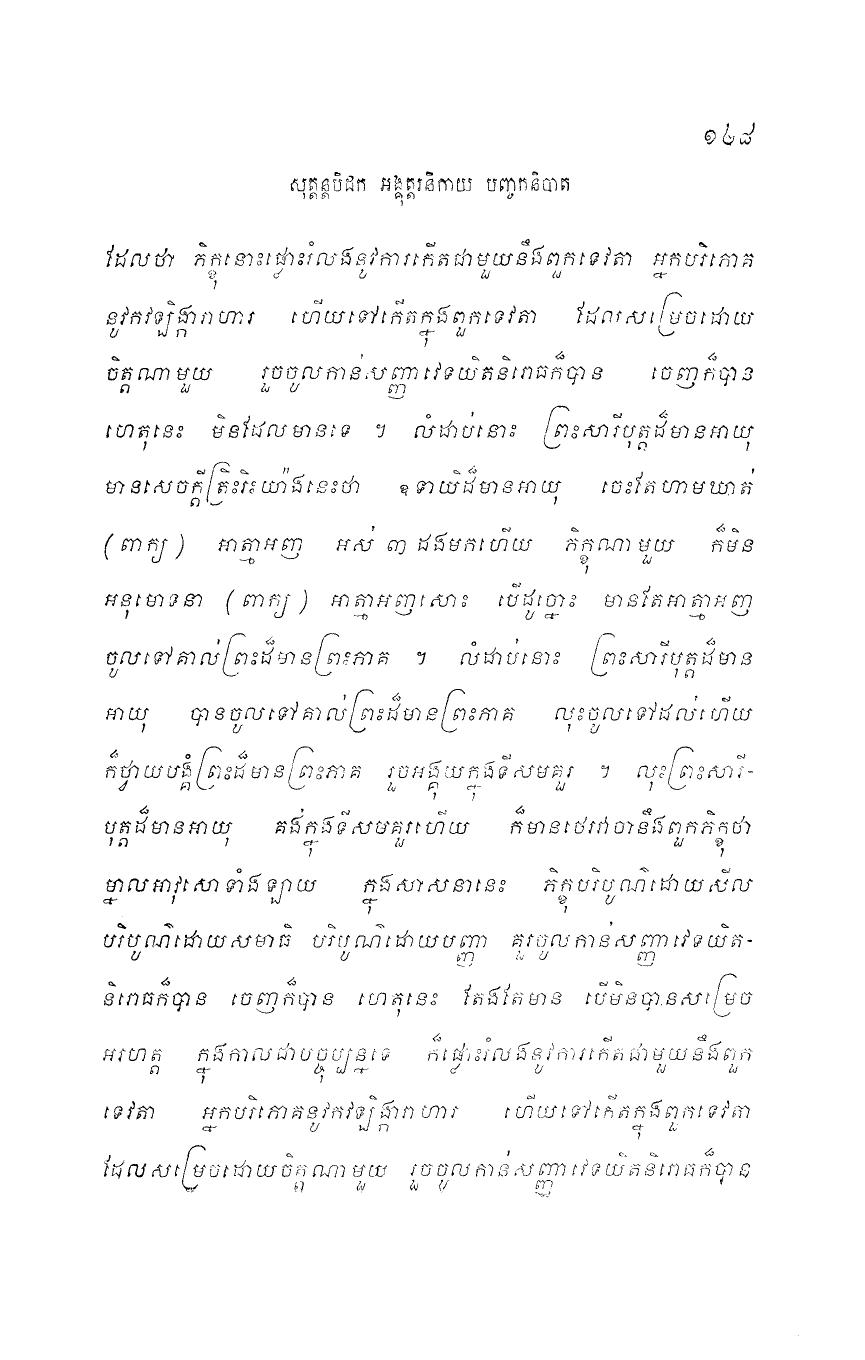 ១៤៨
សុត្តន្តបិដក អង្គុត្តរនិកាយ បញ្ចកនិបាត
ដែលថា ភិក្ខុនោះផ្លោះរំលងនូវការកើតជាមួយនឹងពួកទេវតា អ្នកបរិភោគ
នូវកវឡិង្ការាហារ ហើយទៅកើតក្នុងពួកទេវតា ដែលសម្រេចដោយ
ចិត្តណាមួយ រួចចូលកាន់សញ្ញាវេទយិតនិរោធក៏បាន ចេញក៏បាន
ហេតុនេះ មិនដែលមានទេ ។ លំដាប់នោះ ព្រះសារីបុត្តដ៏មានអាយុ
មានសេចក្តីត្រិះរិះយ៉ាងនេះថា ឧទាយិដ៏មានអាយុ ចេះតែហាមឃាត់
(ពាក្យ) អាត្មាអញ អស់ ៣ ដងមកហើយ ភិក្ខុណាមួយ ក៏មិន
អនុមោទនា (ពាក្យ) អាត្មាអញសោះ បើដូច្នោះ មានតែអាត្មាអញ
ចូលទៅគាល់ព្រះដ៏មានព្រះភាគ ។ លំដាប់នោះ ព្រះសារីបុត្តដ៏មាន
អាយុ បានចូលទៅគាល់ព្រះដ៏មានព្រះភាគ លុះចូលទៅដល់ហើយ
ក៏ថ្វាយបង្គំព្រះដ៏មានព្រះភាគ រួចអង្គុយក្នុងទីសមគួរ ។ លុះព្រះសារី-
បុត្តដ៏មានអាយុ គង់ក្នុងទីសមគួរហើយ ក៏មានថេរវាចានឹងពួកភិក្ខុថា
ម្នាលអាវុសោទាំងឡាយ ក្នុងសាសនានេះ ភិក្ខុបរិបូណ៌ដោយសីល
បរិបូណ៌ដោយសមាធិ បរិបូណ៌ដោយបញ្ញា គួរចូលកាន់សញ្ញាវេទយិត-
និរោធក៏បាន ចេញក៏បាន ហេតុនេះ តែងតែមាន បើមិនបានសម្រេច
អរហត្ត ក្នុងកាលជាបច្ចុប្បន្នទេ ក៏ផ្លោះរំលងនូវការកើតជាមួយនឹងពួក
ទេវតា អ្នកបរិភោគនូវកវឡិង្ការាហារ ហើយទៅកើតក្នុងពួកទេវតា
ដែលសម្រេចដោយចិត្តណាមួយ រួចចូលកាន់សញ្ញាវេទយិតនិរោធក៏បាន